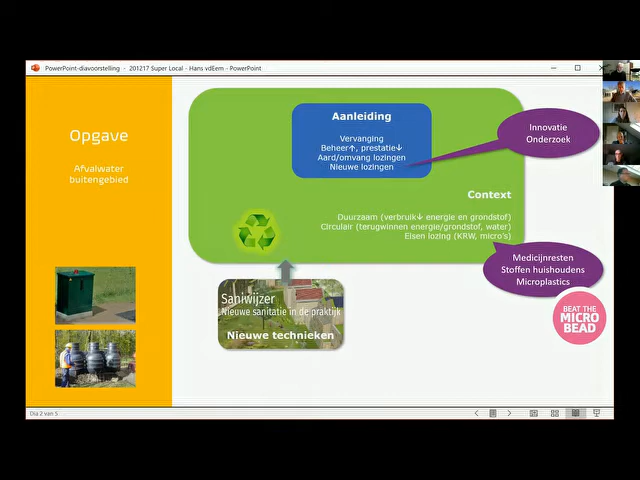 PowerPoint-diavoorstelling - 201217 Super Local - Hans vdEem - PowerPoint
Opgave
Afvalwater
buitengebied
Aanleiding
Vervanging
Beheer↑, prestatie↓
Aard/omvang lozingen
Nieuwe lozingen
Innovatie
Onderzoek
Context
Duurzaam (verbruik↓ energie en grondstof)
Circulair (terugwinnen energie/grondstof, water)
Eisen lozing (KRW, micro's)
Medicijnresten
Stoffen huishoudens
Microplastics
BEAT THE
MICRO
BEAD
Saniwijzer
Nieuwe sanitatie in de praktijk
Nieuwe technieken
Dia 2 van 5